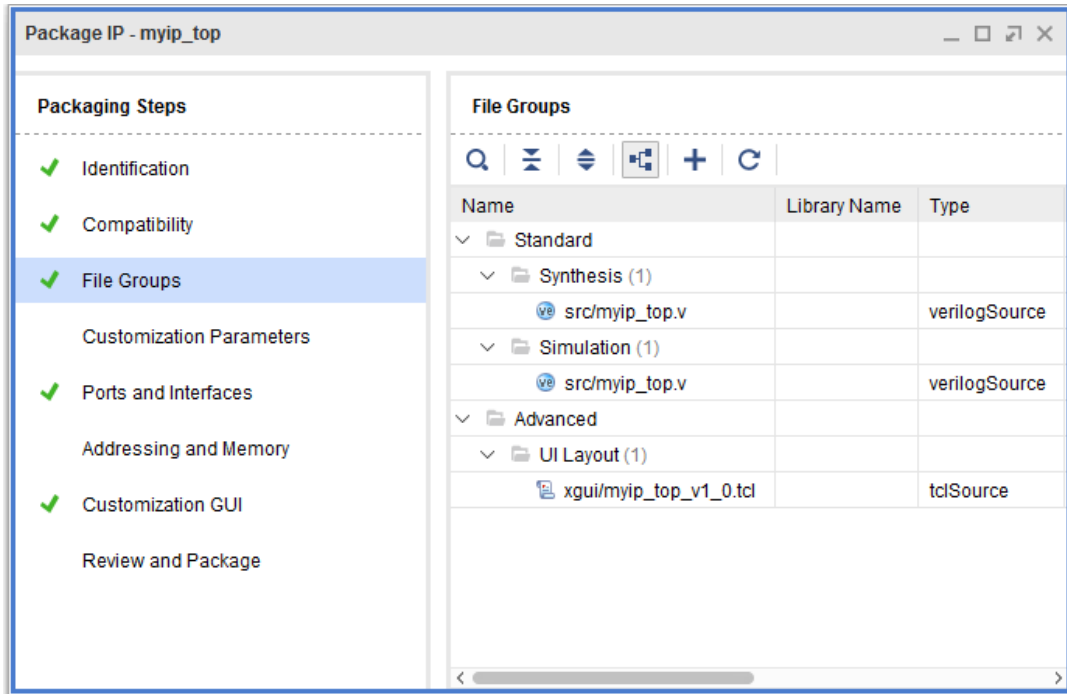 Package IP - myip_top
Packaging Steps
Identification
Compatibility
File Groups
Customization Parameters
Ports and Interfaces
Addressing and Memory
Customization GUI
Review and Package
File Groups
Name Library Name Type
Standard
Synthesis (1)
src/myip_top.v verilogSource
Simulation (1)
src/myip_top.v verilogSource
Advanced
UI Layout (1)
xgui/myip_top_v1_0.tcl tclSource